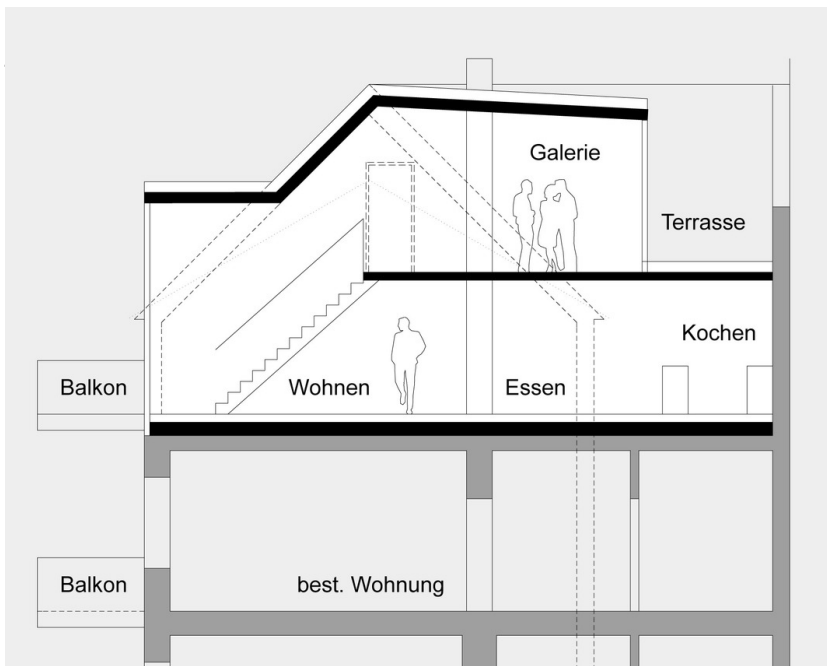 Galerie
Terrasse
Kochen
Balkon
Wohnen
Essen
Balkon
best. Wohnung